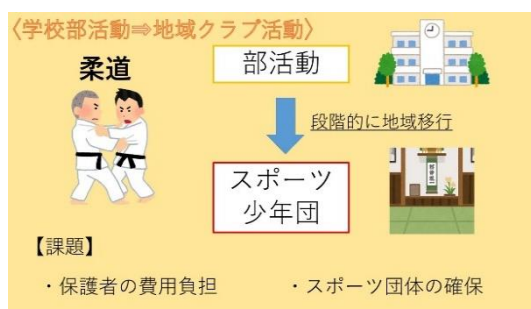 〈学校部活動⇒地域クラブ活動〉
柔道
部活動
段階的に地域移行
スポーツ
少年団
【課題】
・保護者の費用負担
・スポーツ団体の確保